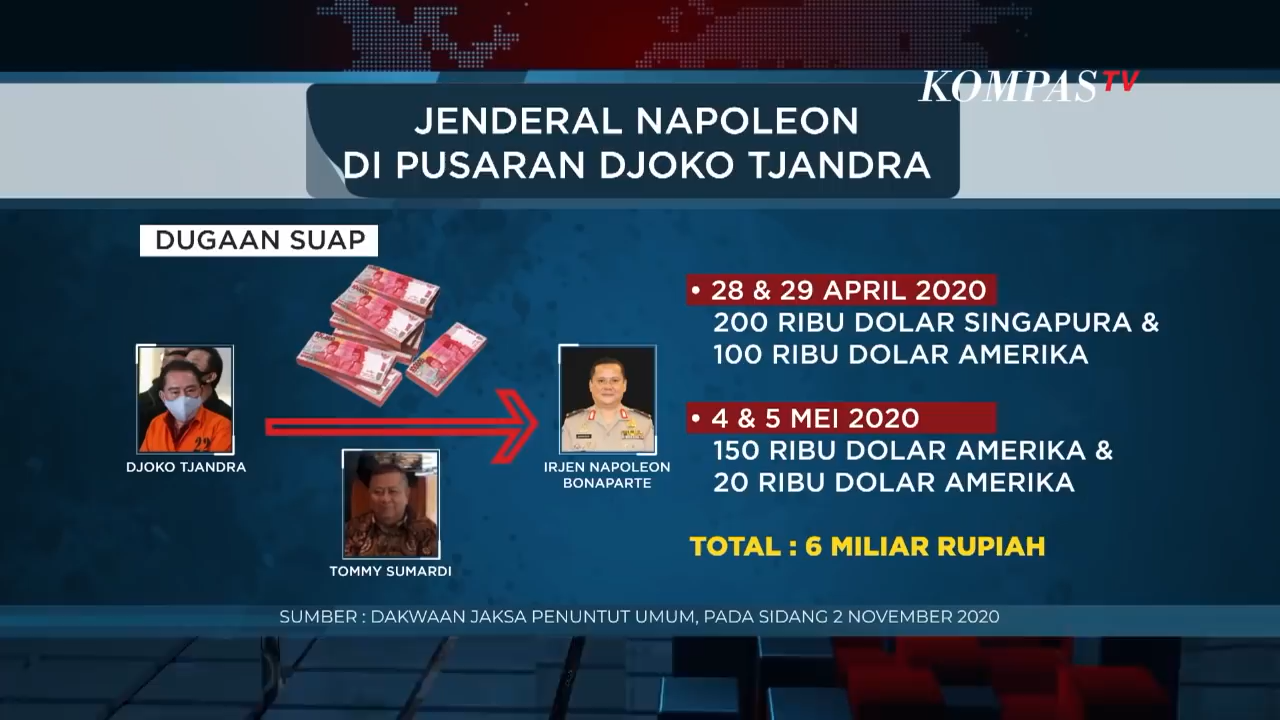 KOMPAS TV
JENDERAL NAPOLEON
DI PUSARAN DJOKO TJANDRA
DUGAAN SUAP
DJOKO TJANDRA
TOMMY SUMARDI
IRJEN NAPOLEON
BONAPARTE
• 28 & 29 APRIL 2020
200 RIBU DOLAR SINGAPURA &
100 RIBU DOLAR AMERIKA
• 4 & 5 MEI 2020
150 RIBU DOLAR AMERIKA &
20 RIBU DOLAR AMERIKA
TOTAL : 6 MILIAR RUPIAH
SUMBER : DAKWAAN JAKSA PENUNTUT UMUM, PADA SIDANG 2 NOVEMBER 2020